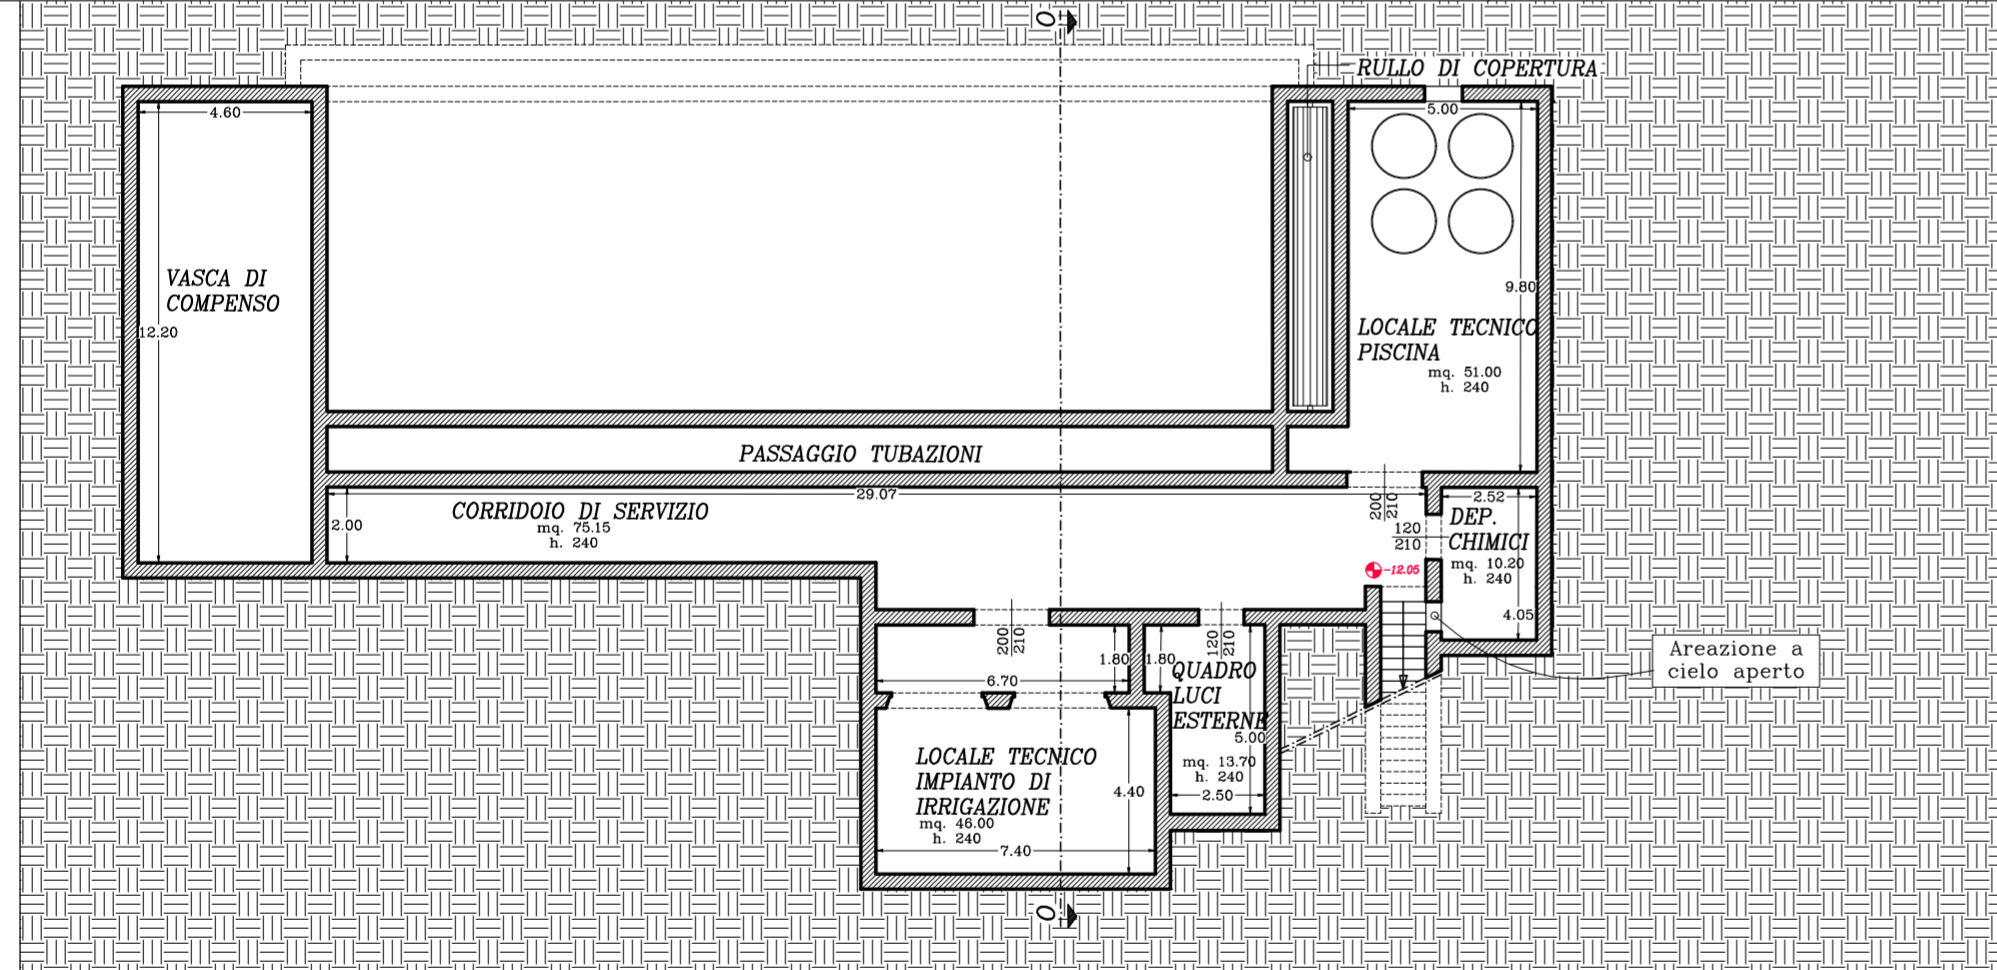 O
RULLO DI COPERTURA
4.60
5.00
VASCA DI
COMPENSO
12.20
9.80
LOCALE TECNICO
PISCINA
mq. 51.00
h. 240
PASSAGGIO TUBAZIONI
29.07
CORRIDOIO DI SERVIZIO
mq. 75.15
h. 240
2.00
200
210
2.52
DEP.
CHIMICI
mq. 10.20
h. 240
120
210
-12.05
4.05
Areazione a
cielo aperto
200
210
120
210
1.80
1.80
6.70
QUADRO
LUCI
ESTERNE
5.00
mq. 13.70
h. 240
2.50
LOCALE TECNICO
IMPIANTO DI
IRRIGAZIONE
mq. 46.00
h. 240
4.40
7.40
O